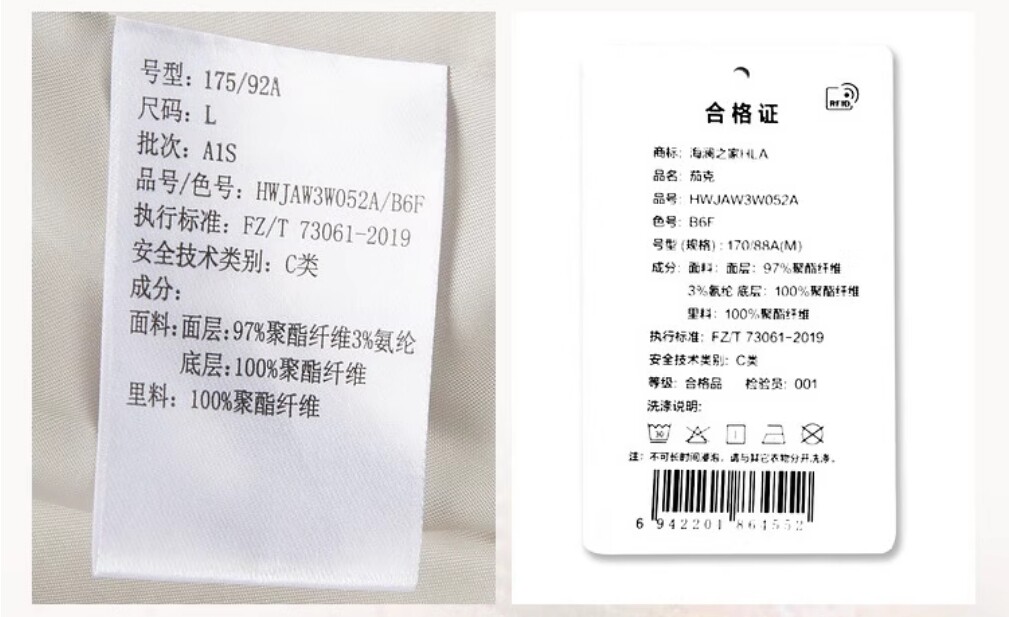 号型：175/92A
尺码：L
批次：A1S
品号/色号：HWJAW3W052A/B6F
执行标准：FZ/T 73061-2019
安全技术类别：C类
成分：
面料：面层：97%聚酯纤维3%氨纶
底层：100%聚酯纤维
里料：100%聚酯纤维
RFID
合格证
商标：海澜之家HLA
品名：茄克
品号：HWJAW3W052A
色号：B6F
号型(规格)：170/88A(M)
成分：面料：面层：97%聚酯纤维
3%氨纶 底层：100%聚酯纤维
里料：100%聚酯纤维
执行标准：FZ/T 73061-2019
安全技术类别：C类
等级：合格品 检验员：001
洗涤说明：
30
注：不可长时间浸泡，请与其它衣物分开洗涤。
6 942201 864552